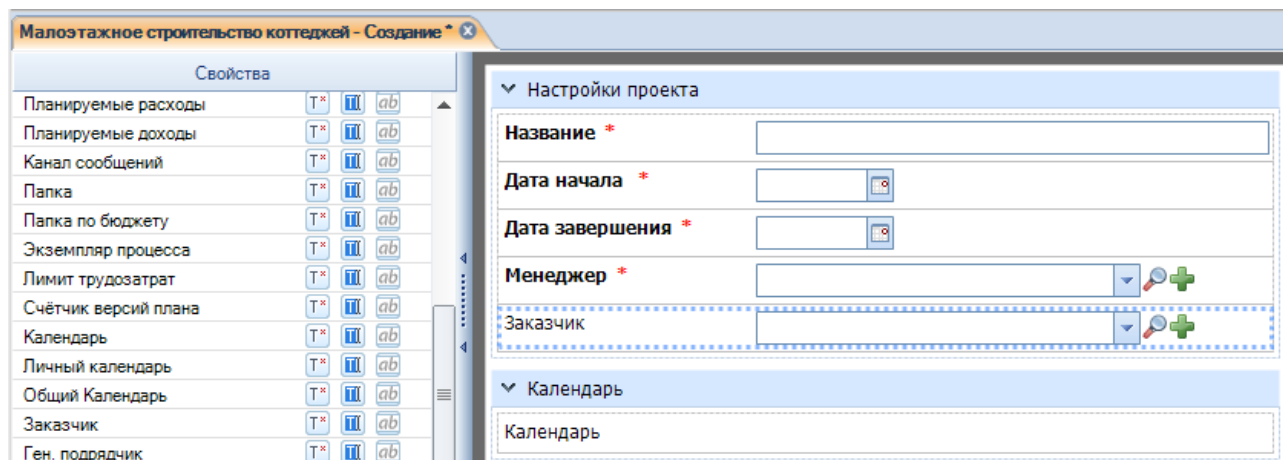 Малоэтажное строительство коттеджей - Создание *
Свойства
Планируемые расходы
Планируемые доходы
Канал сообщений
Папка
Папка по бюджету
Экземпляр процесса
Лимит трудозатрат
Счётчик версий плана
Календарь
Личный календарь
Общий Календарь
Заказчик
Ген. подрядчик
Настройки проекта
Название *
Дата начала *
Дата завершения *
Менеджер *
Заказчик
Календарь
Календарь